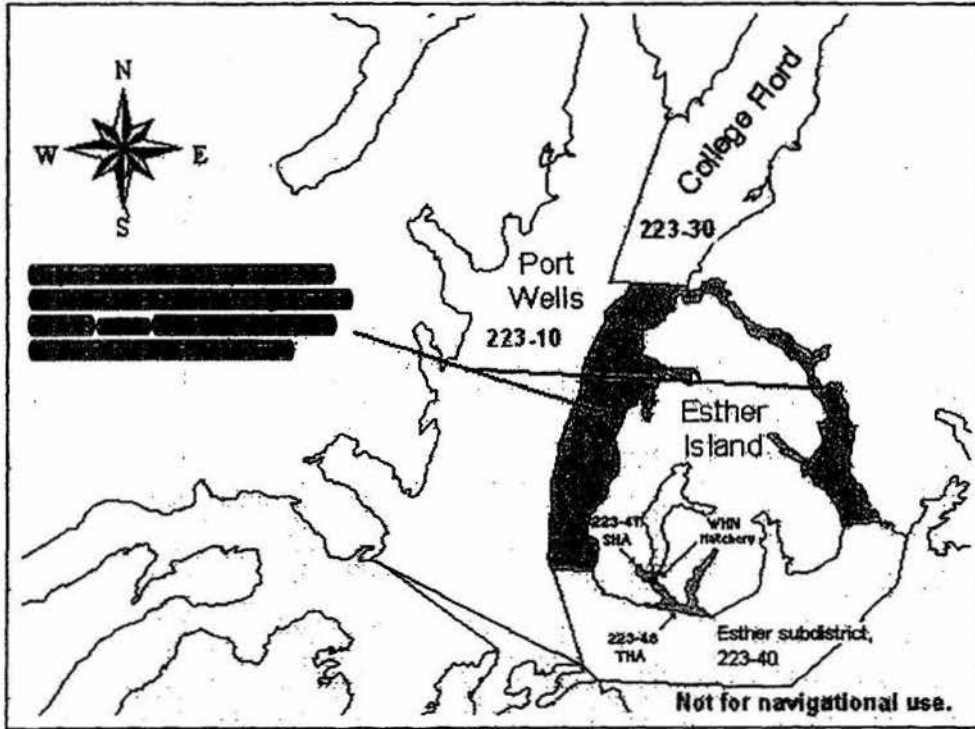 N
W E
S
College Fiord
223-30
Port
Wells
223-10
Esther
Island
223-41
SHA
WHN
Hatchery
223-48
THA
Esther subdistrict,
223-40
Not for navigational use.